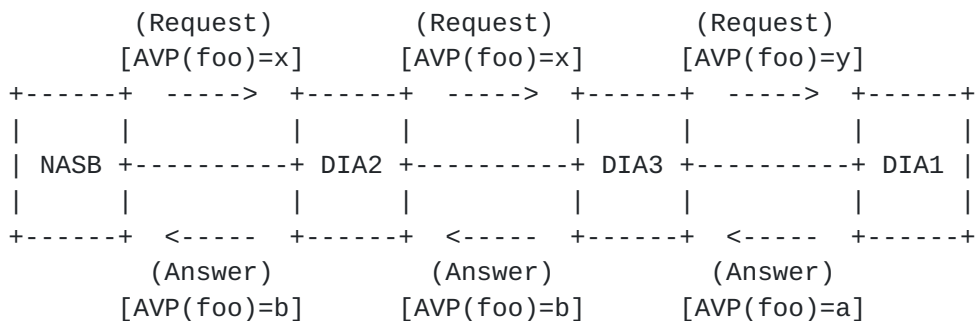 (Request) (Request) (Request)
[AVP(foo)=x] [AVP(foo)=x] [AVP(foo)=y]
+------+ -----> +------+ -----> +------+ -----> +------+
| | | | | | | |
| NASB +----------+ DIA2 +----------+ DIA3 +----------+ DIA1 |
| | | | | | | |
+------+ <----- +------+ <----- +------+ <----- +------+
(Answer) (Answer) (Answer)
[AVP(foo)=b] [AVP(foo)=b] [AVP(foo)=a]